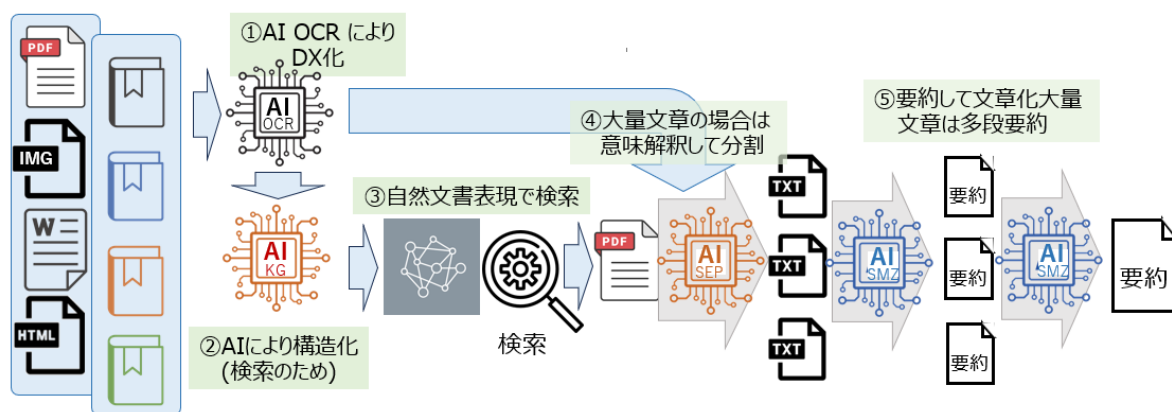 ①AI OCR により
DX化
PDF
IMG
W
HTML
AI
OCR
AI
KG
②AIにより構造化
(検索のため)
③自然文書表現で検索
検索
④大量文章の場合は
意味解釈して分割
PDF
AI
SEP
TXT
TXT
TXT
⑤要約して文章化大量
文章は多段要約
AI
SMZ
要約
要約
要約
AI
SMZ
要約